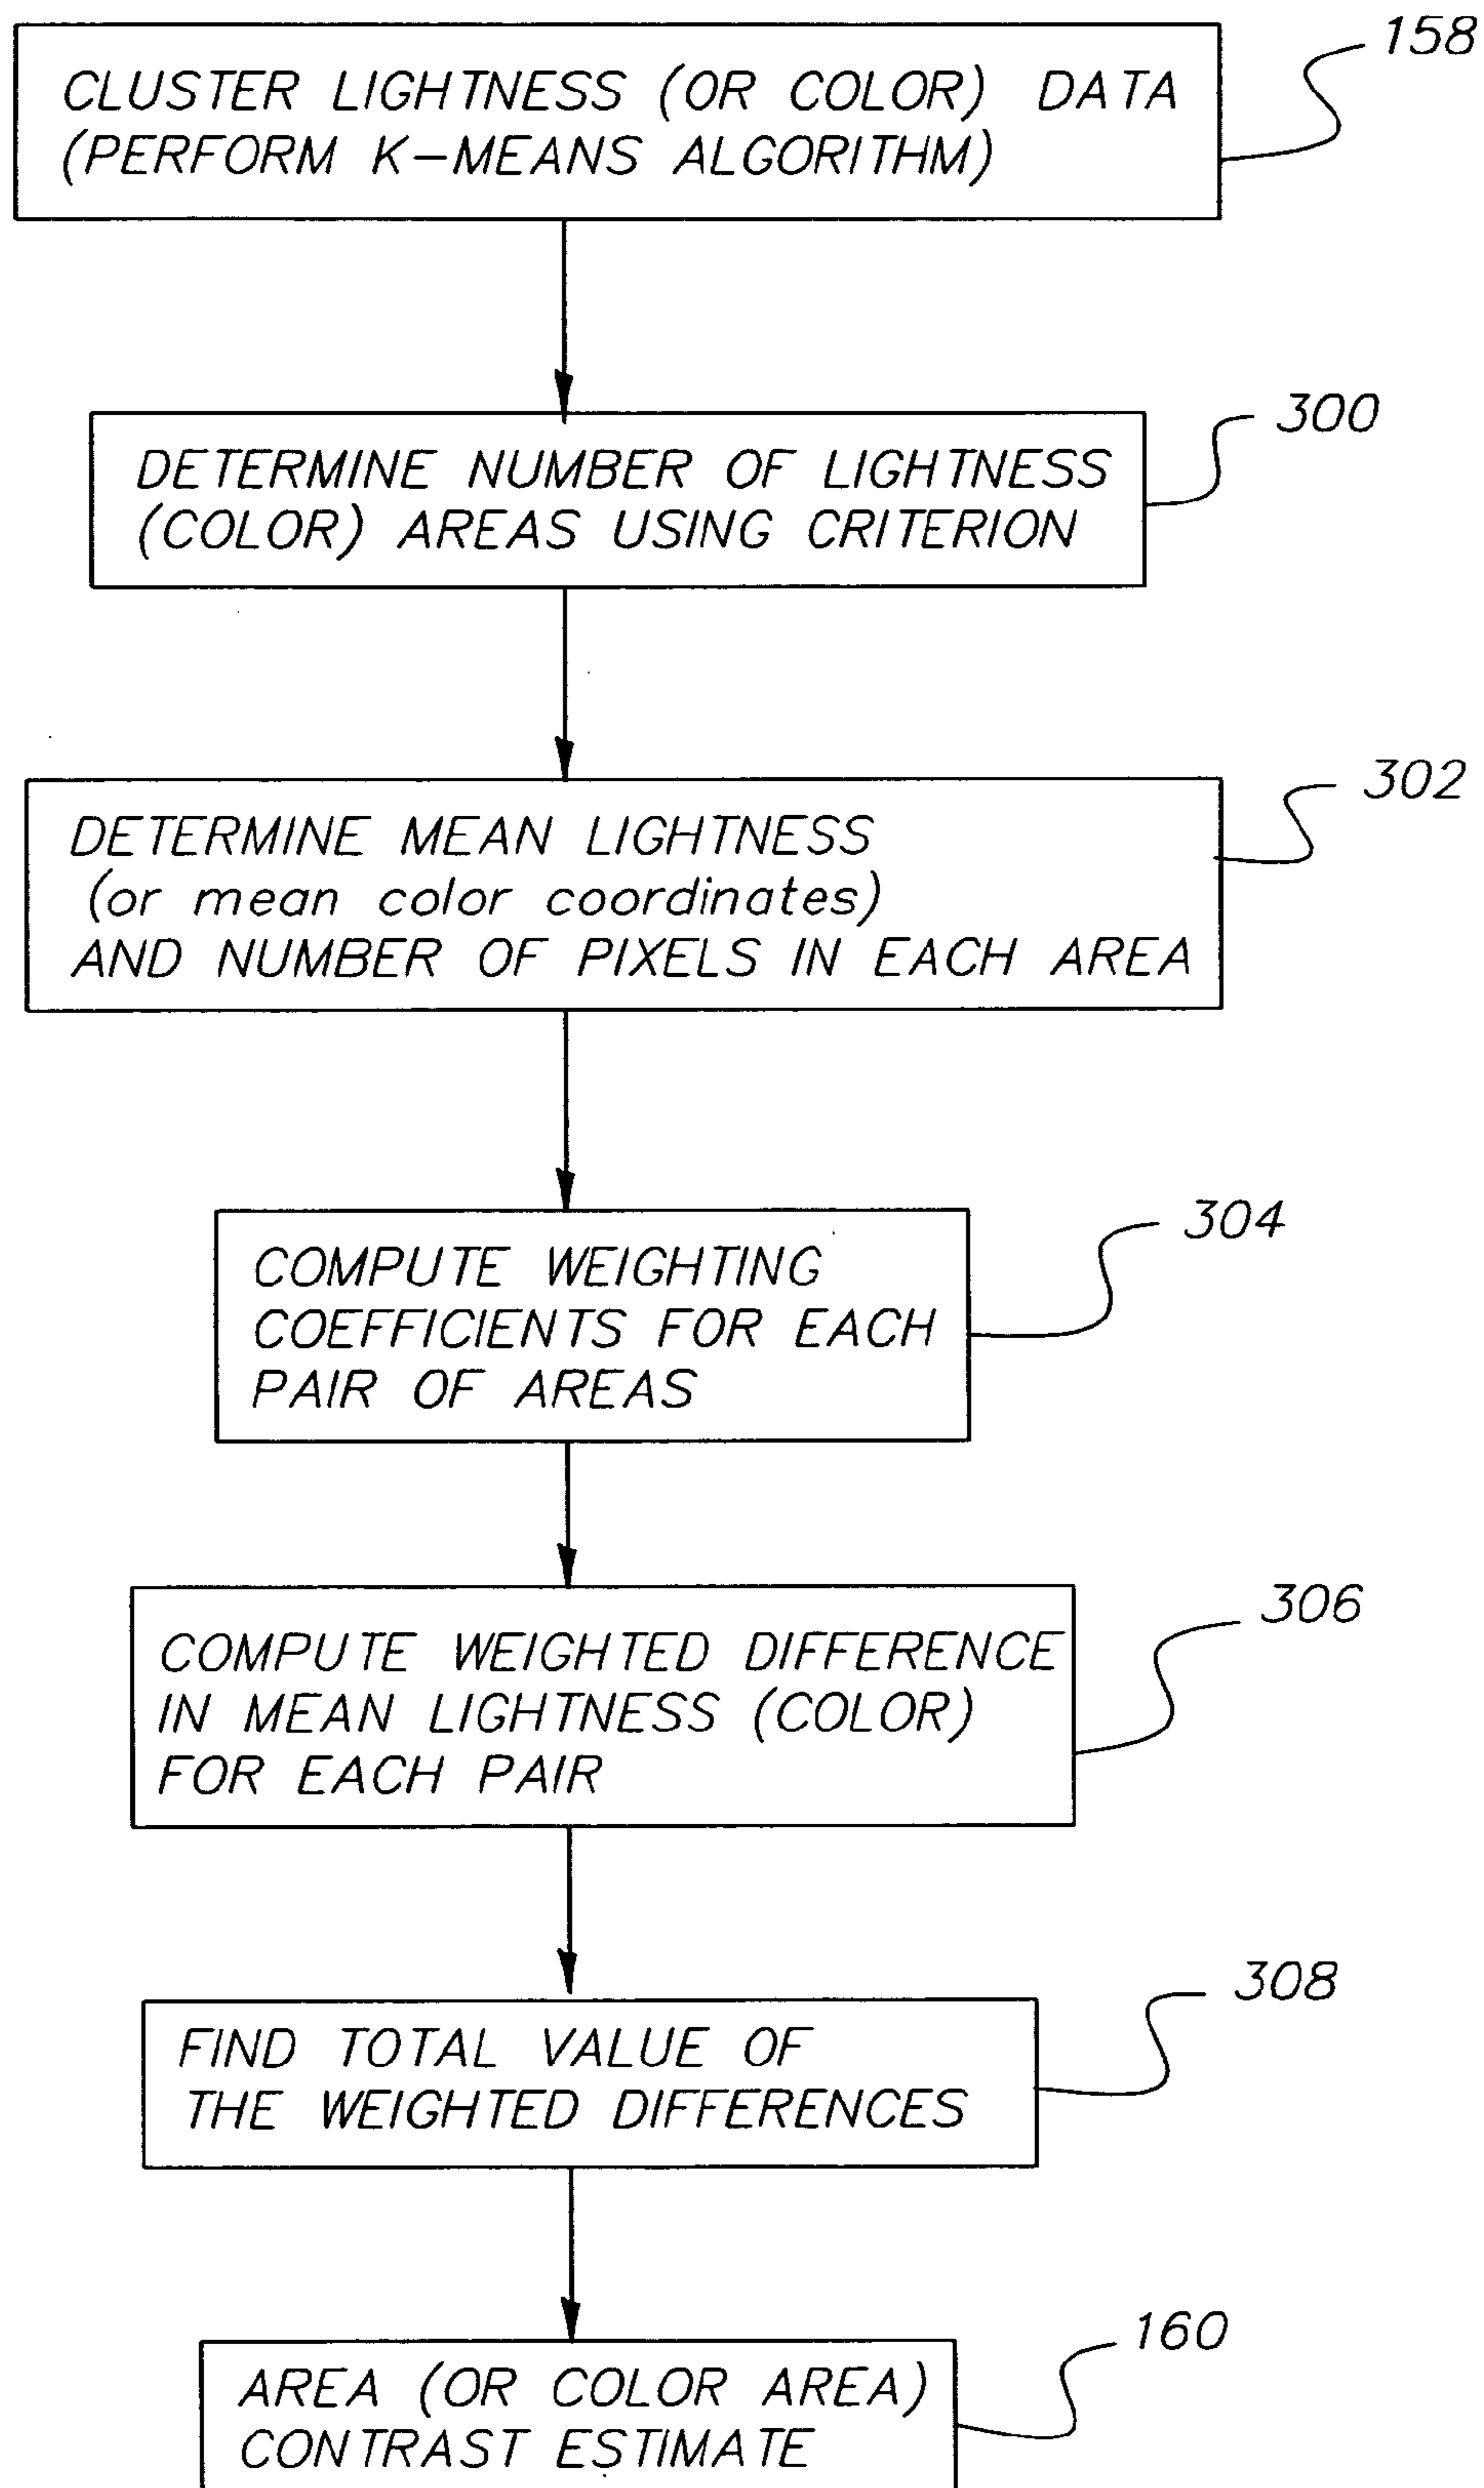 158
CLUSTER LIGHTNESS (OR COLOR) DATA
(PERFORM K-MEANS ALGORITHM)
300
DETERMINE NUMBER OF LIGHTNESS
(COLOR) AREAS USING CRITERION
302
DETERMINE MEAN LIGHTNESS
(or mean color coordinates)
AND NUMBER OF PIXELS IN EACH AREA
304
COMPUTE WEIGHTING
COEFFICIENTS FOR EACH
PAIR OF AREAS
306
COMPUTE WEIGHTED DIFFERENCE
IN MEAN LIGHTNESS (COLOR)
FOR EACH PAIR
308
FIND TOTAL VALUE OF
THE WEIGHTED DIFFERENCES
160
AREA (OR COLOR AREA)
CONTRAST ESTIMATE